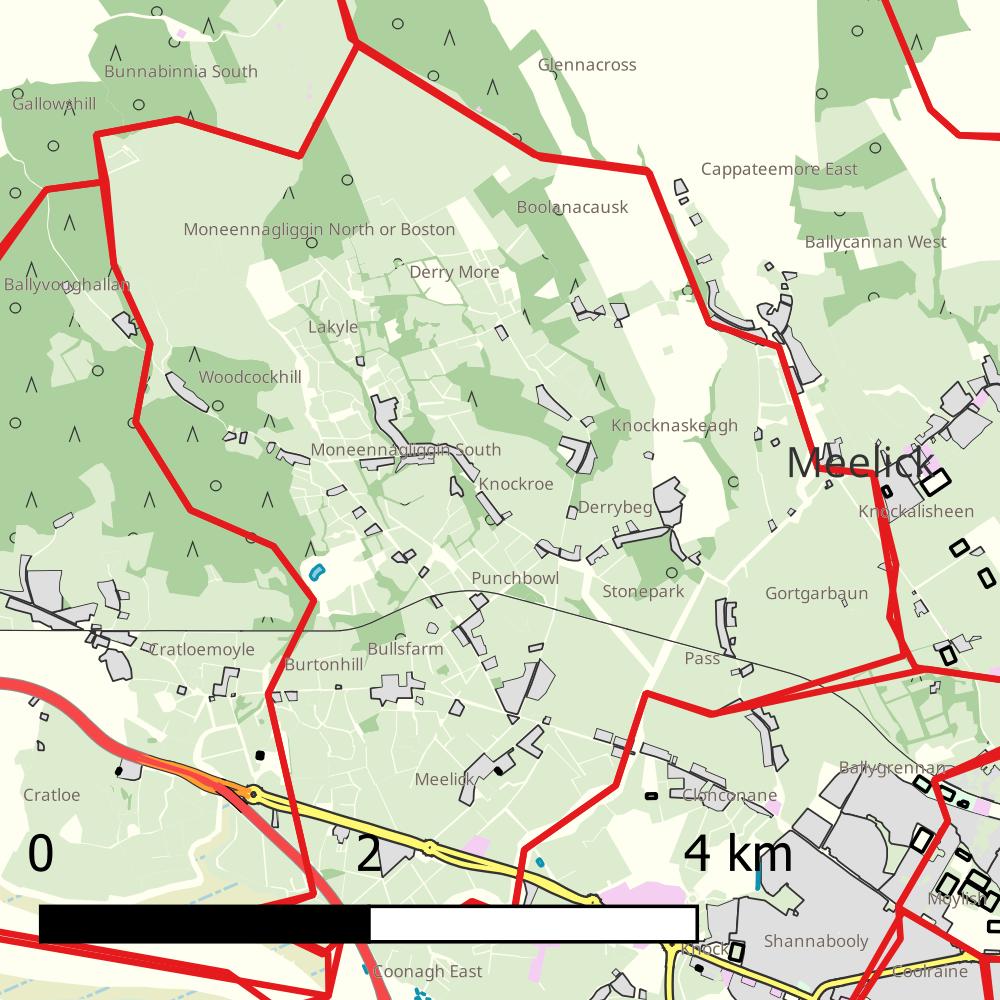 Glennacross
Bunnabinnia South
Gallowshill
Cappateemore East
Boolanacausk
Moneennagliggin North or Boston
Ballycannan West
Derry More
Ballyvoughallan
Lakyle
Woodcockhill
Knocknaskeagh
Moneennagliggin South
Meelick
Knockroe
Derrybeg
Knockalisheen
Punchbowl
Stonepark
Gortgarbaun
Cratloemoyle
Bullsfarm
Burtonhill
Pass
Ballygrennan
Meelick
Cratloe
Clonconane
0 2 4 km
Moylish
Knock
Shannabooly
Coonagh East
Coolraine